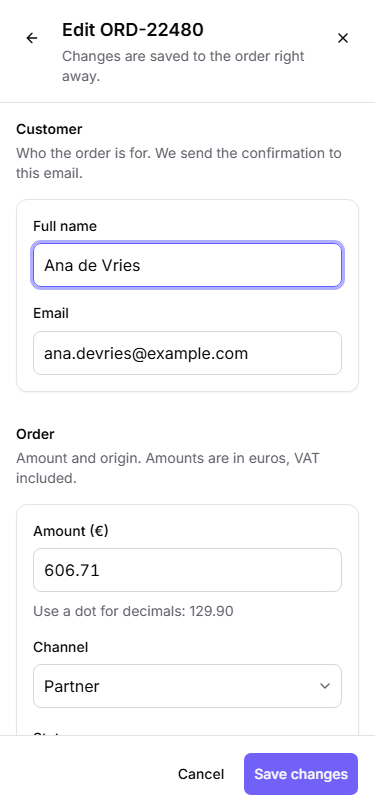 Edit ORD-22480
Changes are saved to the order right
away.
Customer
Who the order is for. We send the confirmation to
this email.
Full name
Ana de Vries
Email
ana.devries@example.com
Order
Amount and origin. Amounts are in euros, VAT
included.
Amount (€)
606.71
Use a dot for decimals: 129.90
Channel
Partner
Cancel
Save changes